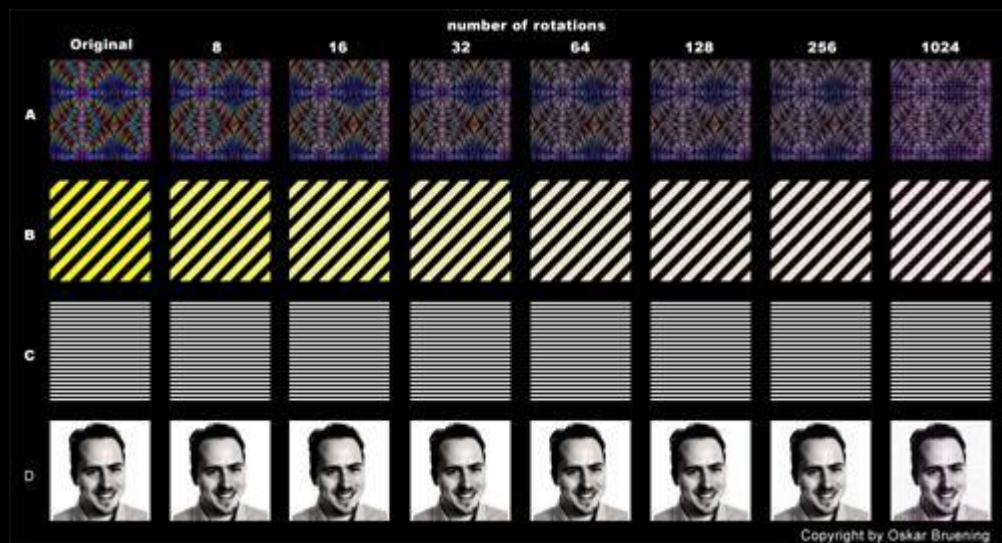 number of rotations
Original 8 16 32 64 128 256 1024
A
B
C
D
Copyright by Oskar Bruening